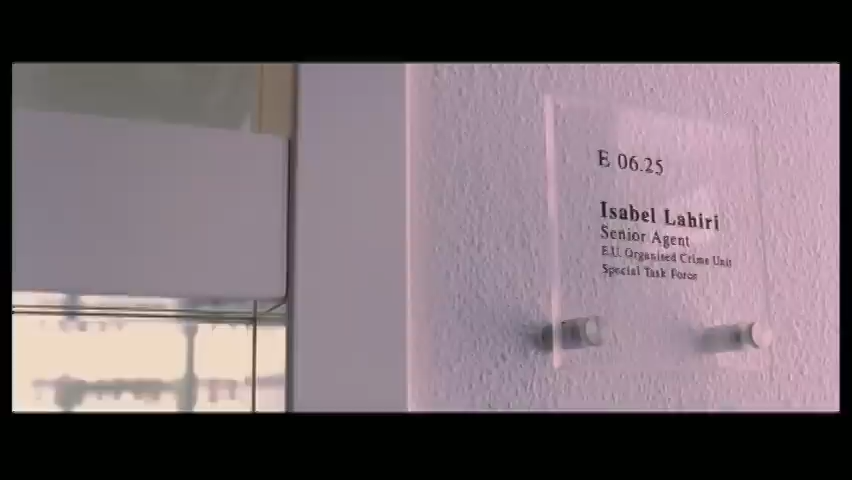 E 06.25
Isabel Lahiri
Senior Agent
E.U. Organised Crime Unit
Special Task Force